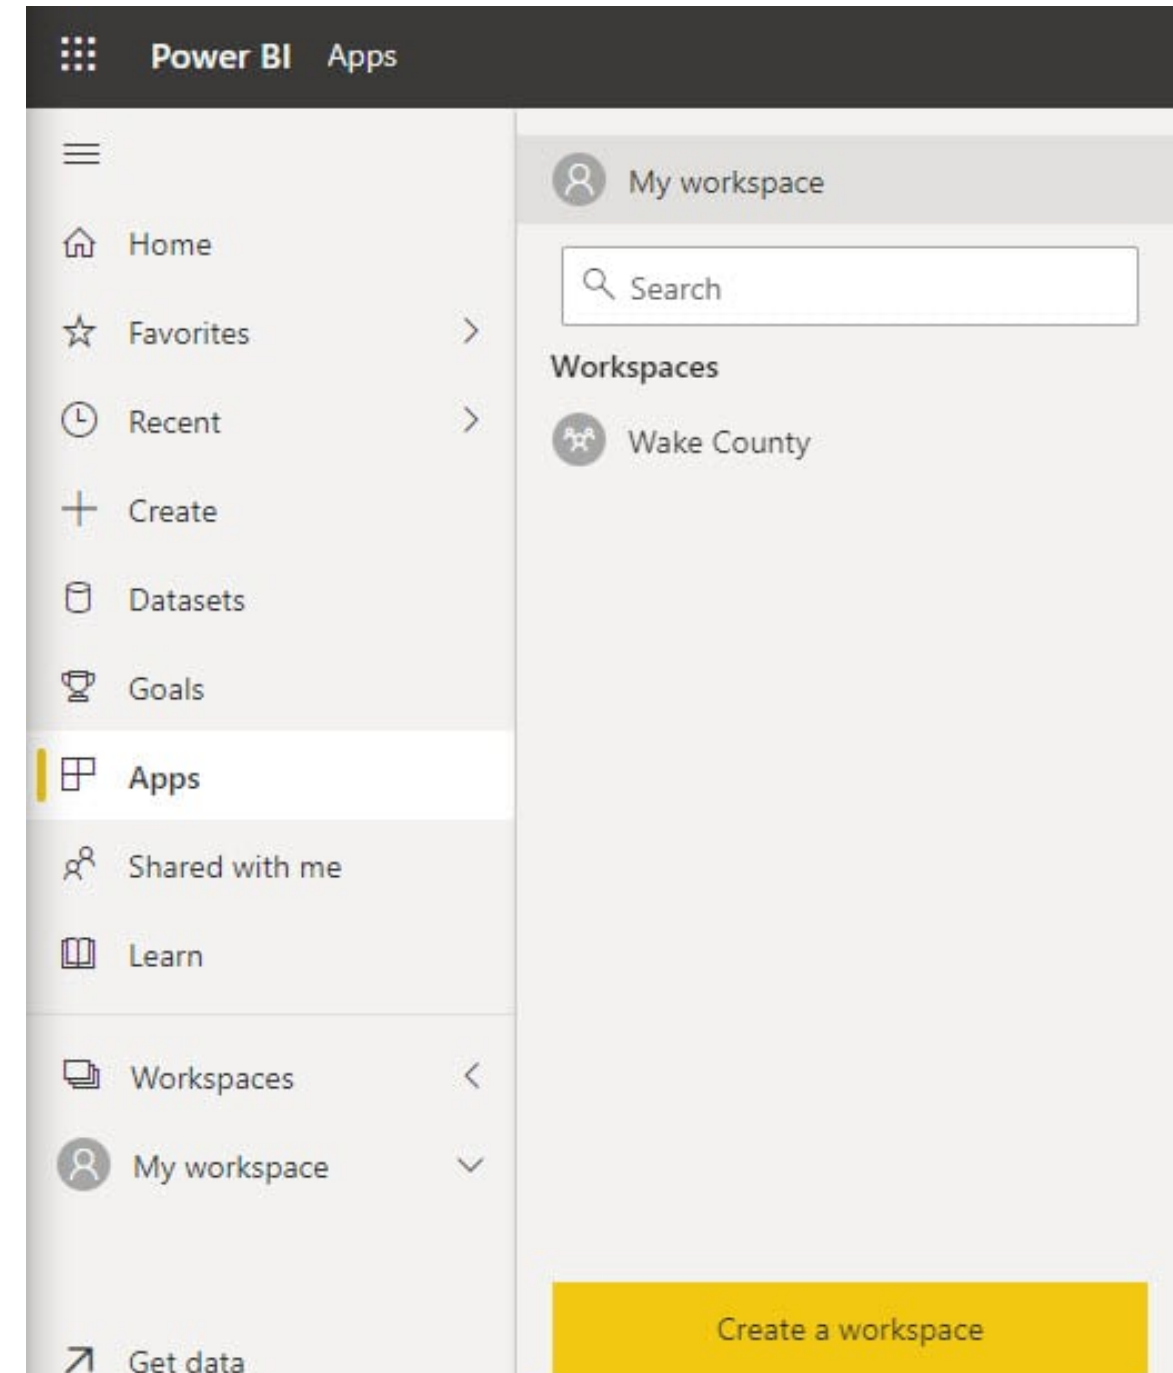 Power BI Apps
Home
Favorites
Recent
Create
Datasets
Goals
Apps
Shared with me
Learn
Workspaces
My workspace
Get data
My workspace
Search
Workspaces
Wake County
Create a workspace